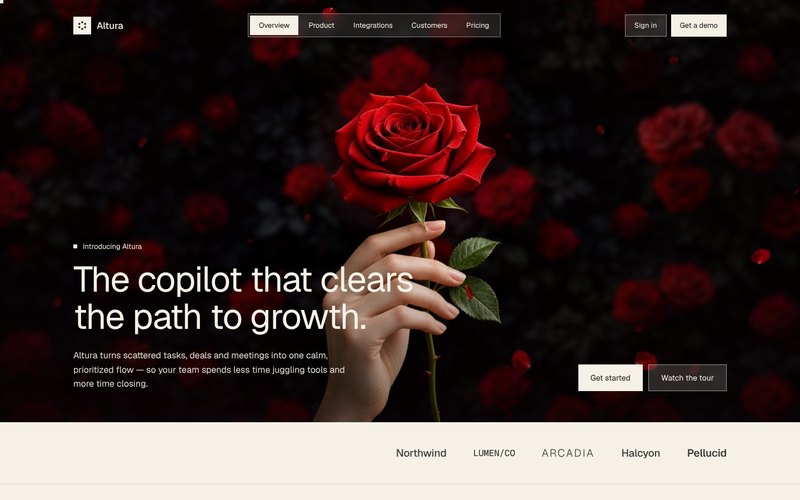 Altura
Overview
Product
Integrations
Customers
Pricing
Sign in
Get a demo
Introducing Altura
The copilot that clears
the path to growth.
Altura turns scattered tasks, deals and meetings into one calm,
prioritized flow — so your team spends less time juggling tools and
more time closing.
Get started
Watch the tour
Northwind
LUMEN/CO
ARCADIA
Halcyon
Pellucid